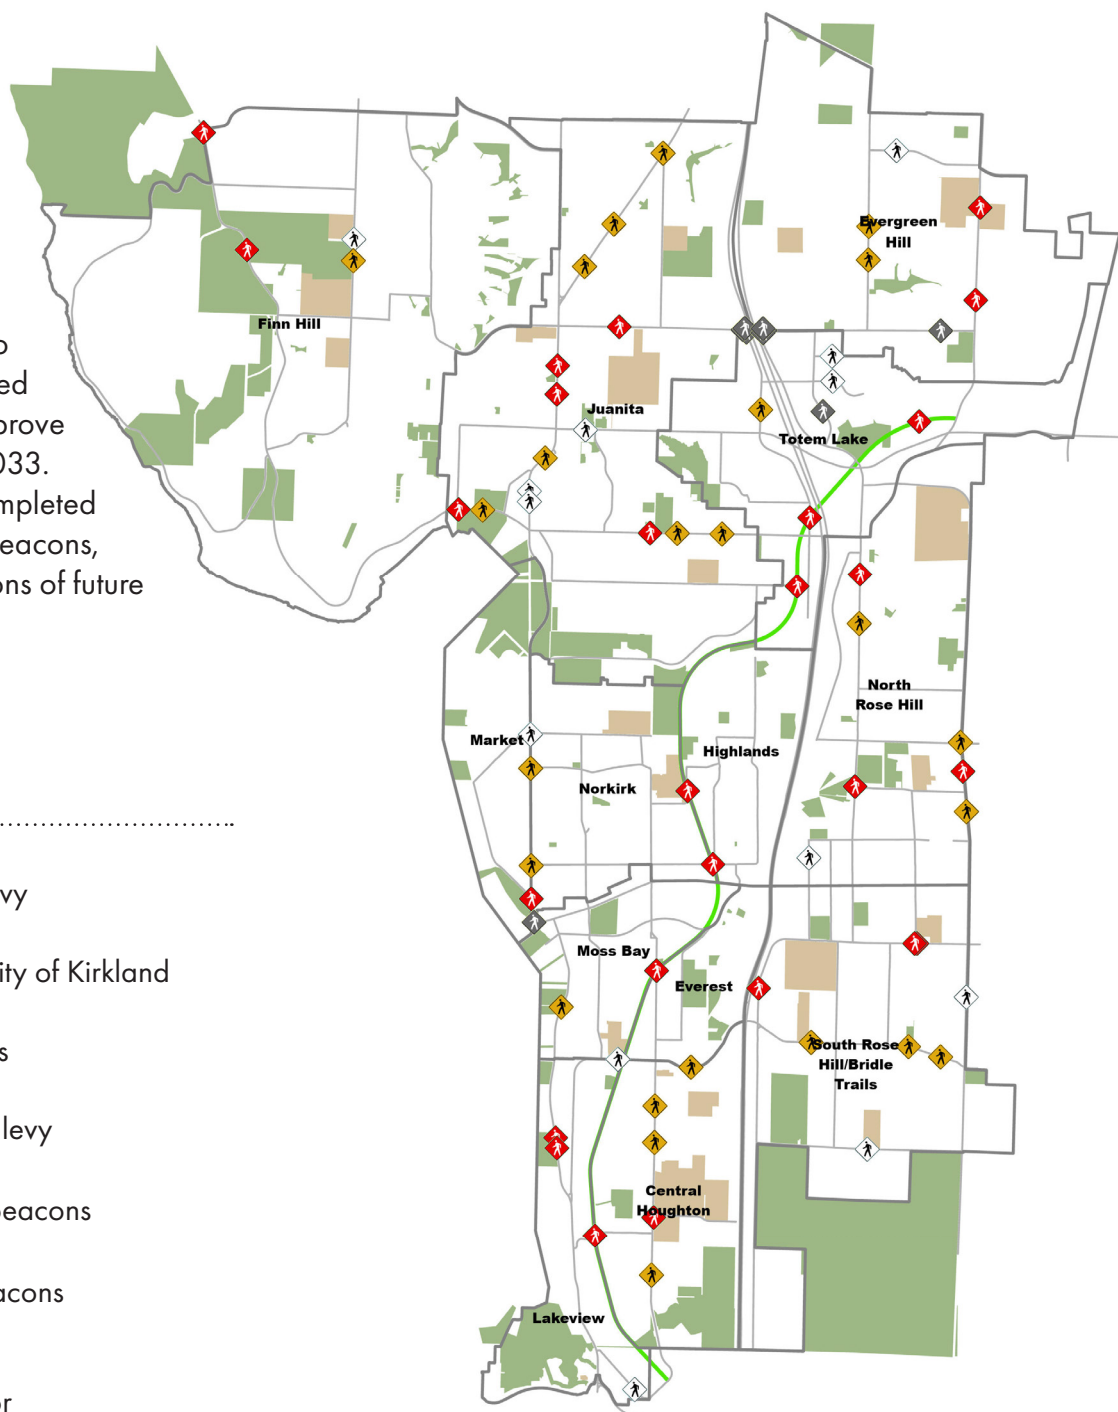 Evergreen
Hill
Finn Hill
Juanita
Totem Lake
ed
prove
033.
mpleted
eacons,
ons of future
North
Rose Hill
Market
Highlands
Norkirk
vy
Moss Bay
ity of Kirkland
Everest
s
South Rose
Hill/Bridle
Trails
levy
Central
Houghton
beacons
acons
Lakeview
or